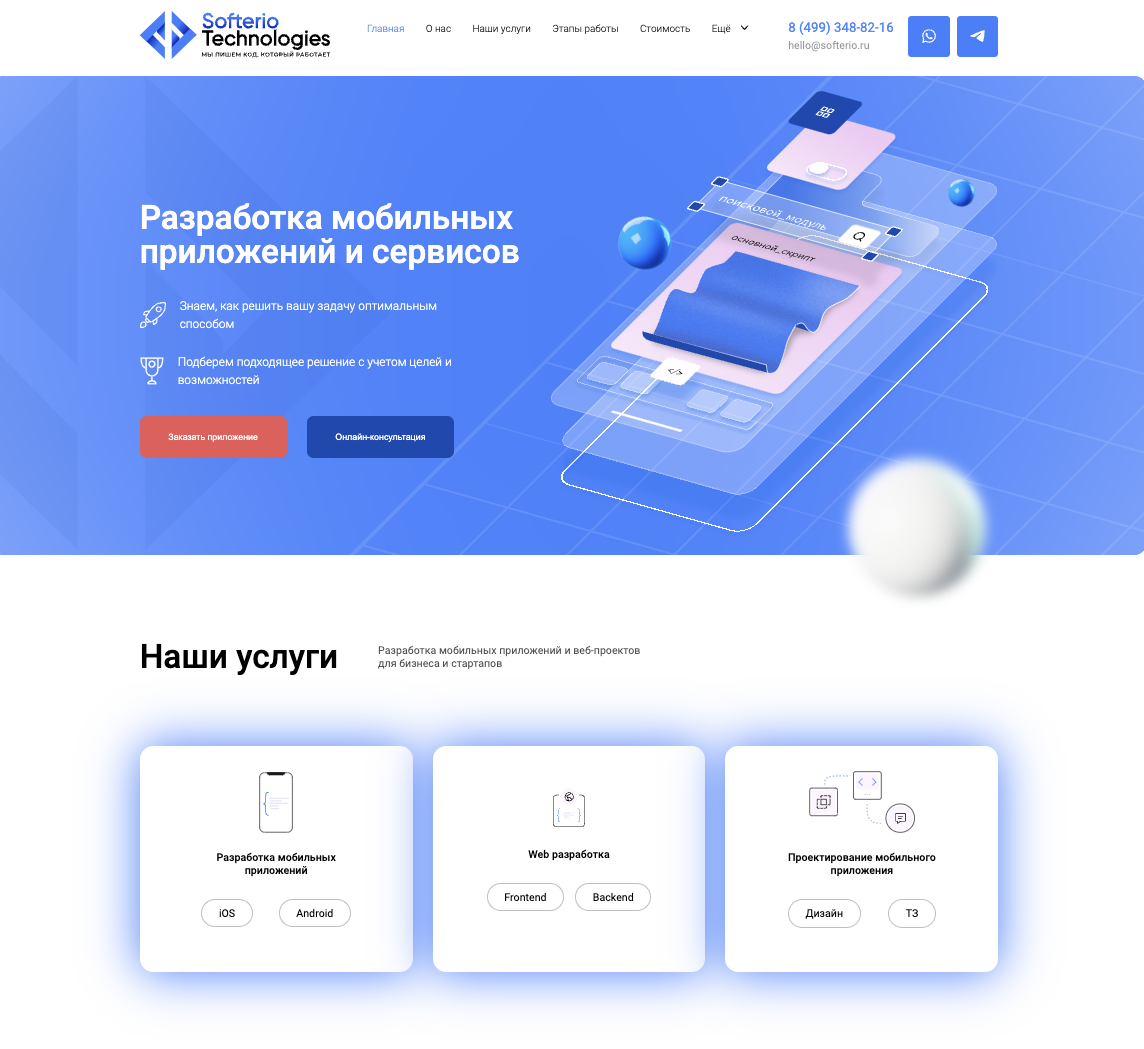 Softerio
Technologies
МЫ ПИШЕМ КОД, КОТОРЫЙ РАБОТАЕТ
Главная О нас Наши услуги Этапы работы Стоимость Ещё
8 (499) 348-82-16
hello@softerio.ru
Разработка мобильных
приложений и сервисов
Знаем, как решить вашу задачу оптимальным
способом
Подберем подходящее решение с учетом целей и
возможностей
Заказать приложение Онлайн-консультация
ПОИСКОВОЙ_МОДУЛЬ
ОСНОВНОЙ_СКРИПТ
</>
Наши услуги
Разработка мобильных приложений и веб-проектов
для бизнеса и стартапов
Разработка мобильных
приложений
iOS Android
Web разработка
Frontend Backend
Проектирование мобильного
приложения
Дизайн ТЗ